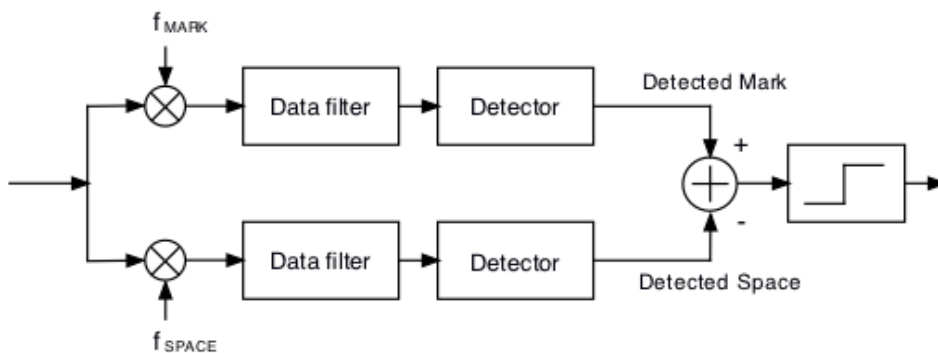 fMARK
Data filter
Detector
Detected Mark
+
-
Data filter
Detector
Detected Space
fSPACE